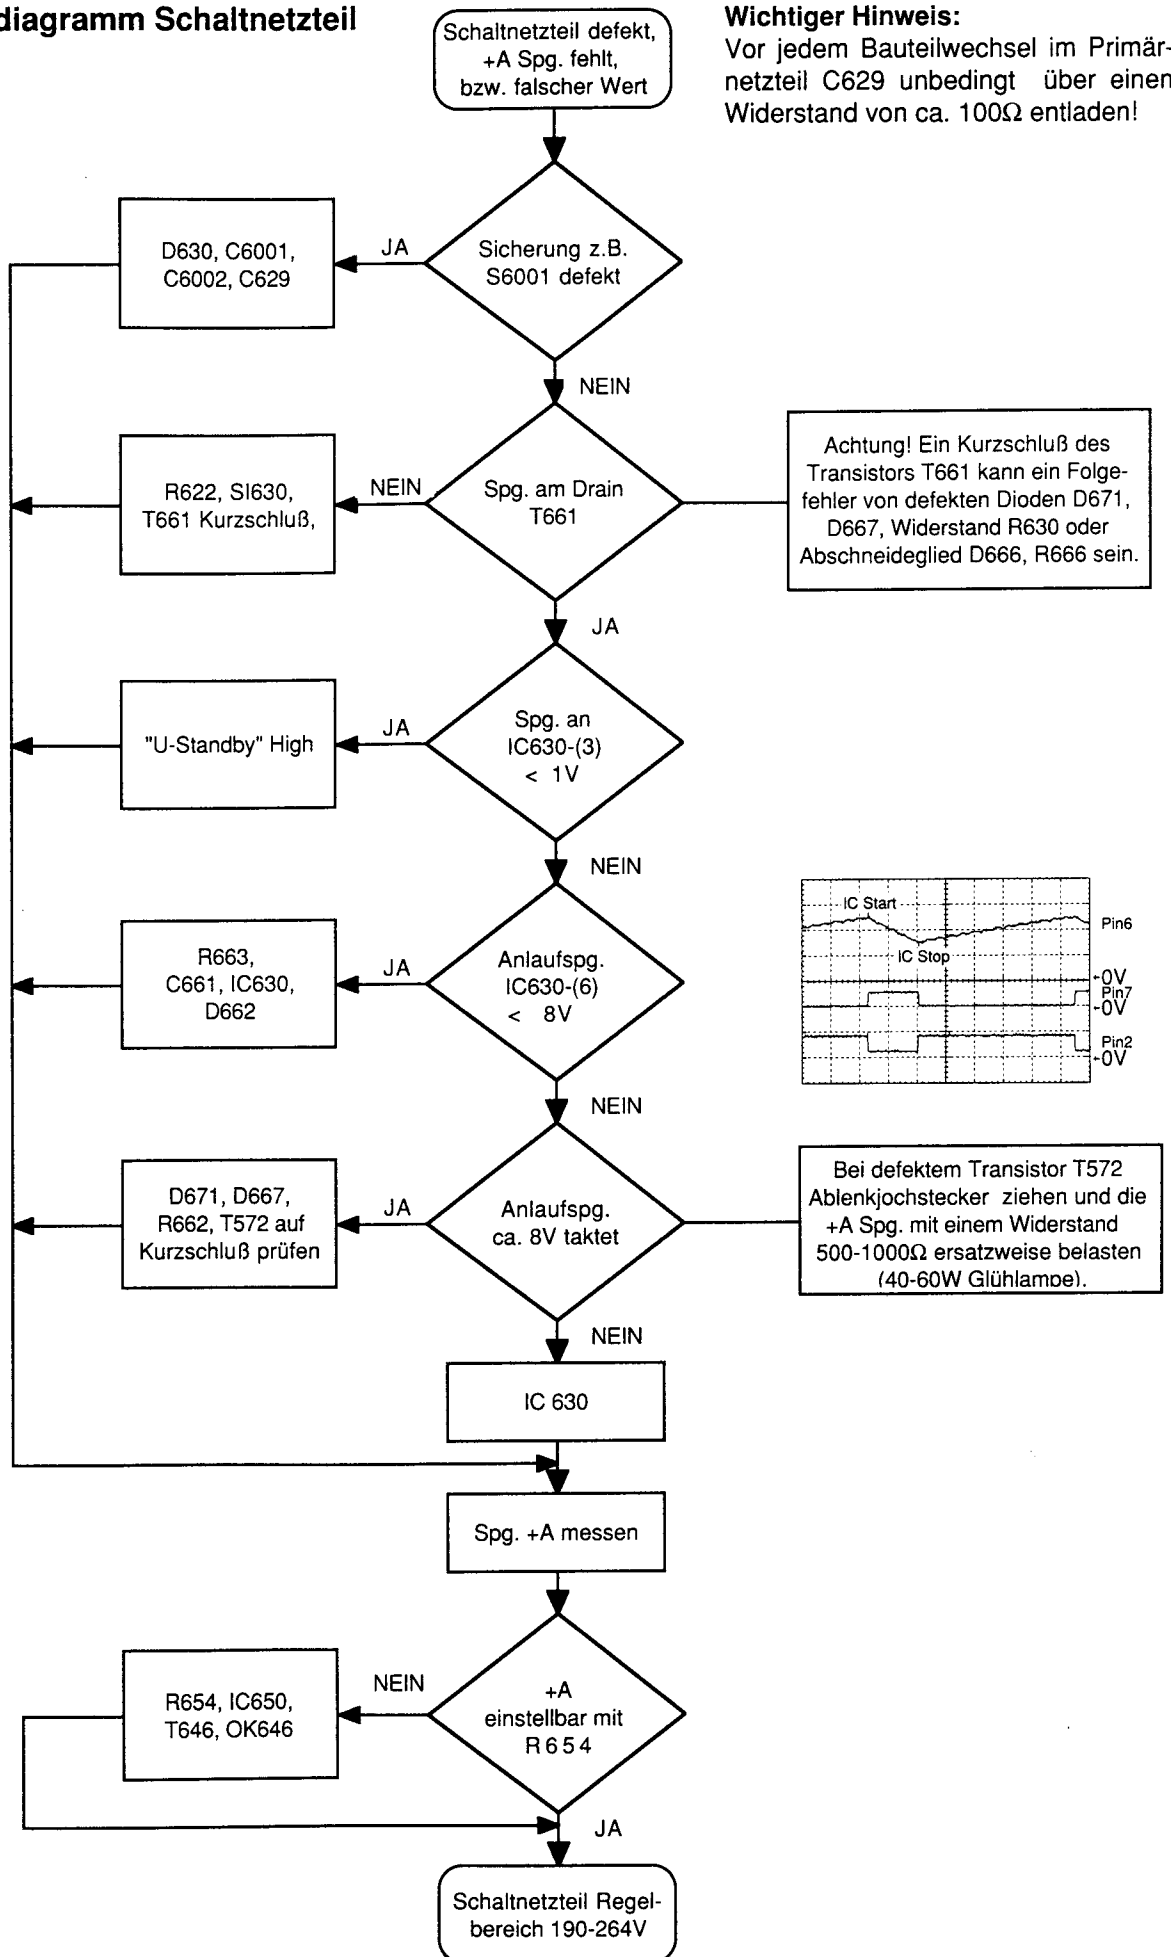 diagramm Schaltnetzteil
Schaltnetzteil defekt,
+A Spg. fehlt,
bzw. falscher Wert
Wichtiger Hinweis:
Vor jedem Bauteilwechsel im Primär-
netzteil C629 unbedingt über einen
Widerstand von ca. 100Ω entladen!
Sicherung z.B.
S6001 defekt
JA
D630, C6001,
C6002, C629
NEIN
Spg. am Drain
T661
NEIN
R622, SI630,
T661 Kurzschluß,
Achtung! Ein Kurzschluß des
Transistors T661 kann ein Folge-
fehler von defekten Dioden D671,
D667, Widerstand R630 oder
Abschneideglied D666, R666 sein.
JA
Spg. an
IC630-(3)
< 1V
JA
"U-Standby" High
NEIN
Anlaufspg.
IC630-(6)
< 8V
JA
R663,
C661, IC630,
D662
IC Start
IC Stop
Pin6
0V
Pin7
0V
Pin2
0V
NEIN
Anlaufspg.
ca. 8V taktet
JA
D671, D667,
R662, T572 auf
Kurzschluß prüfen
Bei defektem Transistor T572
Ablenkjochstecker ziehen und die
+A Spg. mit einem Widerstand
500-1000Ω ersatzweise belasten
(40-60W Glühlampe).
NEIN
IC 630
Spg. +A messen
+A
einstellbar mit
R654
NEIN
R654, IC650,
T646, OK646
JA
Schaltnetzteil Regel-
bereich 190-264V